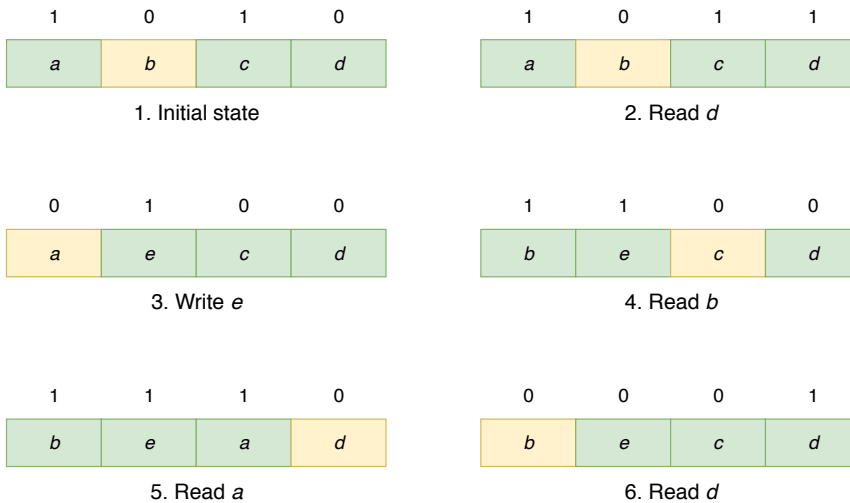 1 0 1 0
a b c d
1. Initial state
1 0 1 1
a b c d
2. Read d
0 1 0 0
a e c d
3. Write e
1 1 0 0
b e c d
4. Read b
1 1 1 0
b e a d
5. Read a
0 0 0 1
b e c d
6. Read d